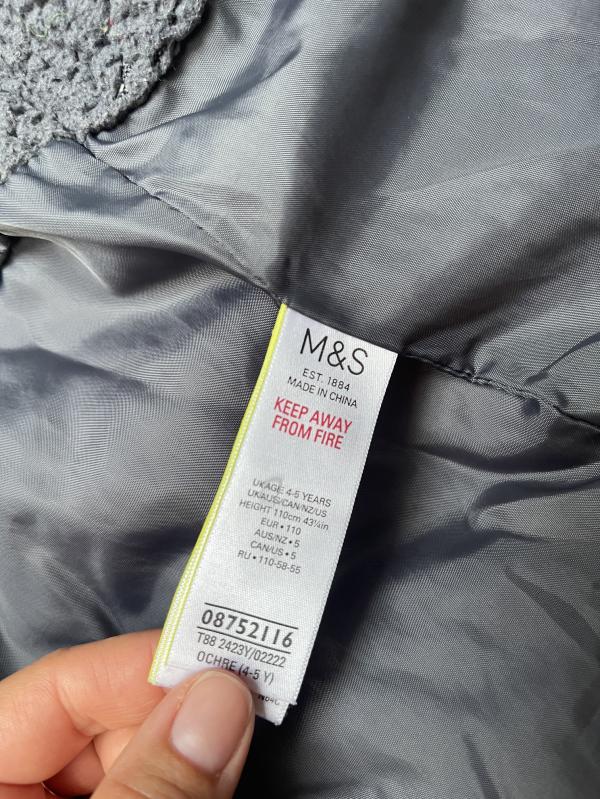 M&S
EST. 1884
MADE IN CHINA
KEEP AWAY
FROM FIRE
UKAGE 4-5 YEARS
UK/AUS/CAN/NZ/US
HEIGHT 110cm 43¼in
EUR • 110
AUS/NZ • 5
CAN/US • 5
RU • 110-58-55
08752116
T88 2423Y/02222
OCHRE (4-5 Y)